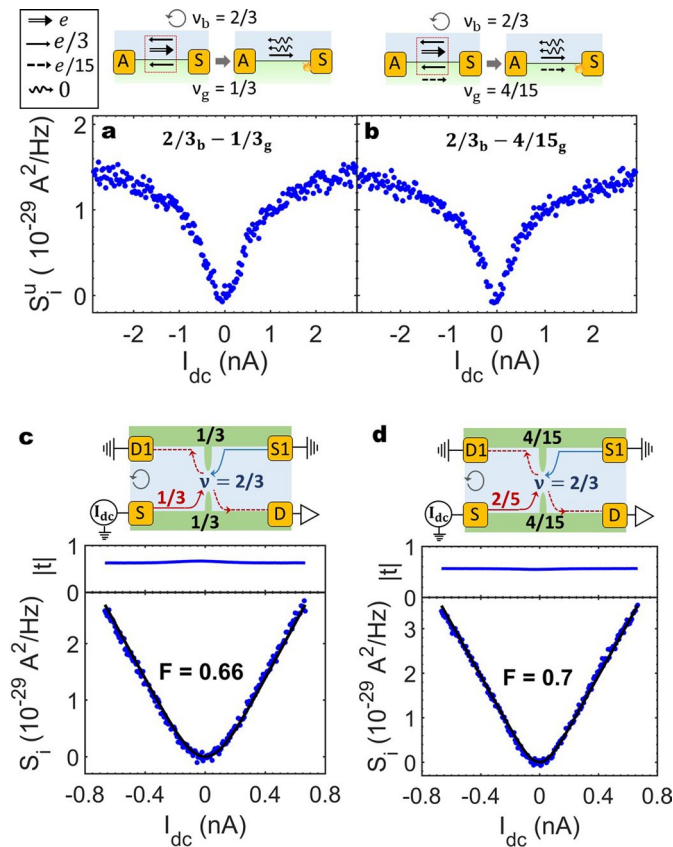 e
e/3
e/15
0
ν_b = 2/3
A
S
A
S
ν_g = 1/3
ν_b = 2/3
A
S
A
S
ν_g = 4/15
a
2/3_b − 1/3_g
b
2/3_b − 4/15_g
S_i^u ( 10^-29 A^2/Hz)
1
0
-2
-1
0
1
2
-2
-1
0
1
2
I_dc (nA)
I_dc (nA)
c
1/3
D1
S1
ν = 2/3
1/3
I_dc
S
1/3
D
|t|
1
0
S_i (10^-29 A^2/Hz)
2
1
0
F = 0.66
-0.8
-0.4
0
0.4
0.8
I_dc (nA)
d
4/15
D1
S1
ν = 2/3
2/5
I_dc
S
4/15
D
|t|
1
0
S_i (10^-29 A^2/Hz)
3
2
1
0
F = 0.7
-0.8
-0.4
0
0.4
0.8
I_dc (nA)